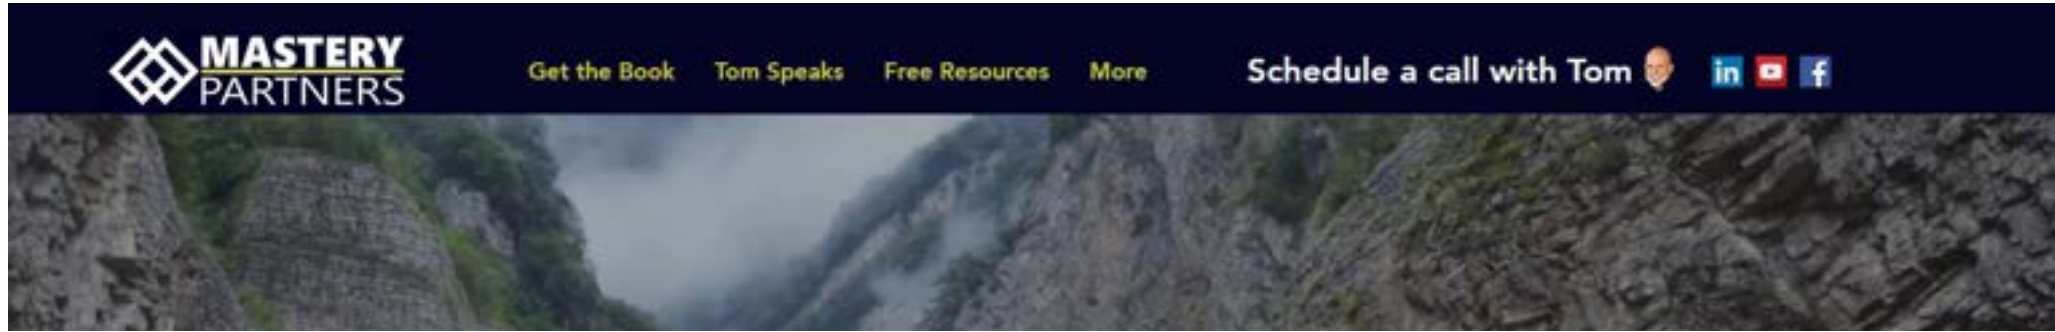 MASTERY
PARTNERS
Get the Book Tom Speaks Free Resources More Schedule a call with Tom in f